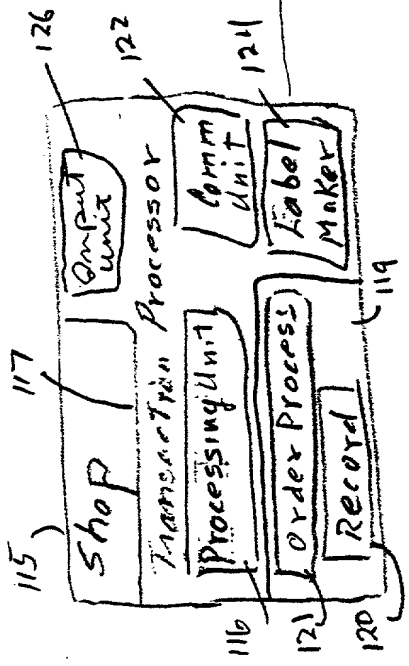 115
117
126
Shop
Input
Unit
Transaction Processor
122
Processing Unit
Comm
Unit
116
124
Order Process
Label
Maker
121
Record
120
119